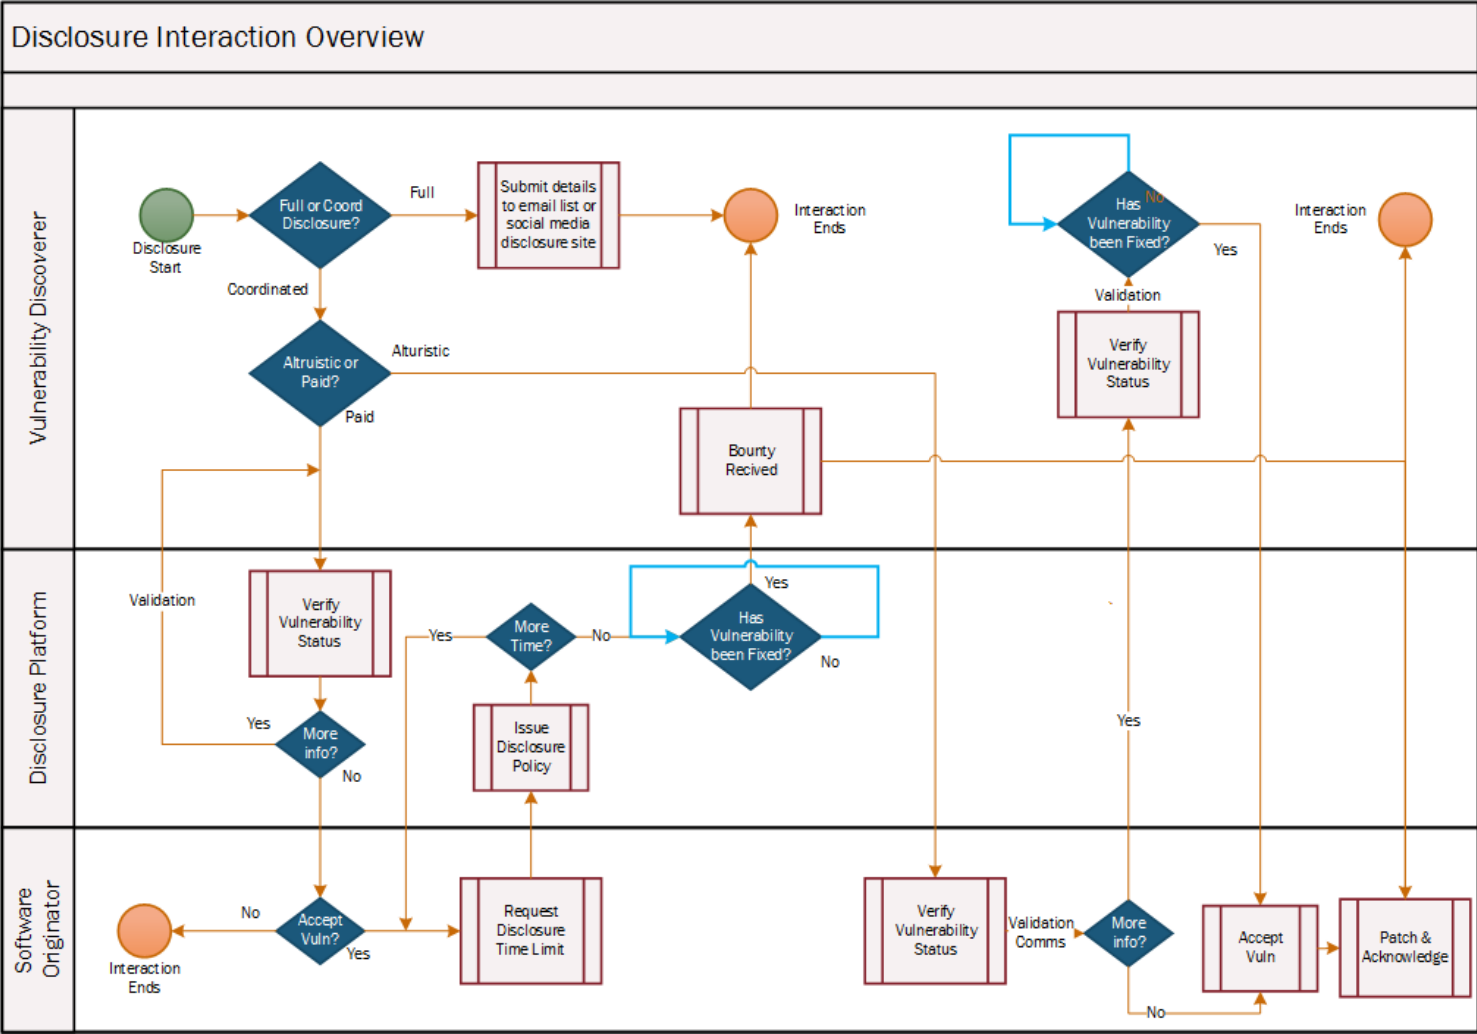 Disclosure Interaction Overview
Vulnerability Discoverer
Disclosure
Start
Full or Coord
Disclosure?
Full
Submit details
to email list or
social media
disclosure site
Interaction
Ends
Coordinated
Altruistic or
Paid?
Alturistic
Paid
Bounty
Recived
No
Has
Vulnerability
been Fixed?
Yes
Validation
Verify
Vulnerability
Status
Interaction
Ends
Disclosure Platform
Validation
Verify
Vulnerability
Status
Yes
More
info?
No
Yes
More
Time?
No
Issue
Disclosure
Policy
Yes
Has
Vulnerability
been Fixed?
No
Yes
Software
Originator
Interaction
Ends
No
Accept
Vuln?
Yes
Request
Disclosure
Time Limit
Verify
Vulnerability
Status
Validation
Comms
More
info?
No
Accept
Vuln
Patch &
Acknowledge